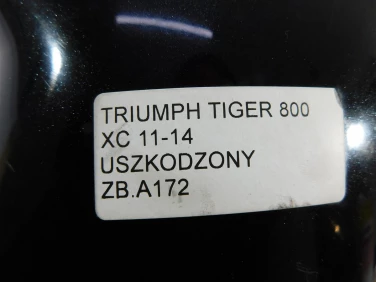 TRIUMPH TIGER 800
XC 11-14
USZKODZONY
ZB.A172